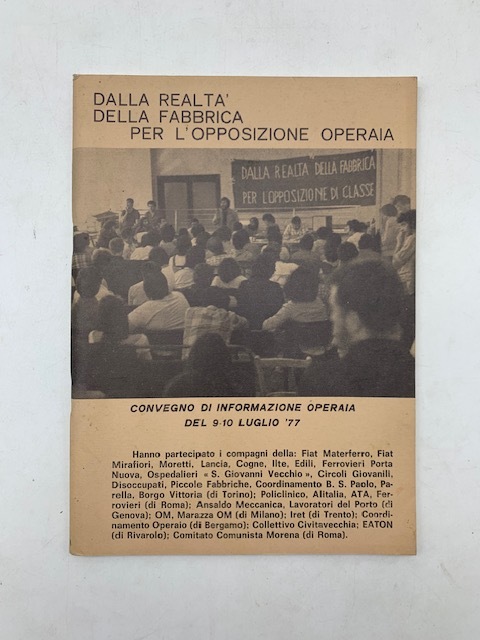 DALLA REALTA'
DELLA FABBRICA
PER L'OPPOSIZIONE OPERAIA
DALLA REALTA DELLA FABBRICA
PER L'OPPOSIZIONE DI CLASSE
CONVEGNO DI INFORMAZIONE OPERAIA
DEL 9-10 LUGLIO '77
Hanno partecipato i compagni della: Fiat Materferro, Fiat
Mirafiori, Moretti, Lancia, Cogne, Ilte, Edili, Ferrovieri Porta
Nuova, Ospedalieri « S. Giovanni Vecchio », Circoli Giovanili,
Disoccupati, Piccole Fabbriche. Coordinamento B. S. Paolo, Pa-
rella, Borgo Vittoria (di Torino); Policlinico, Alitalia, ATA, Fer-
rovieri (di Roma); Ansaldo Meccanica, Lavoratori del Porto (di
Genova); OM, Marazza OM (di Milano); Iret (di Trento); Coordi-
namento Operaio (di Bergamo); Collettivo Civitavecchia; EATON
(di Rivarolo); Comitato Comunista Morena (di Roma).